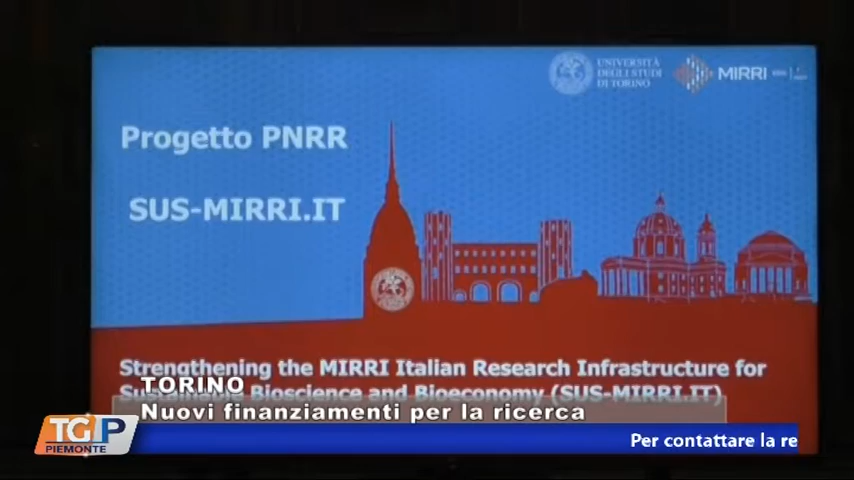 UNIVERSITÀ
DEGLI STUDI
DI TORINO
MIRRI
Progetto PNRR
SUS-MIRRI.IT
Strengthening the MIRRI Italian Research Infrastructure for
Bioscience and Bioeconomy (SUS-MIRRI.IT)
TORINO
Nuovi finanziamenti per la ricerca
TGP
PIEMONTE
Per contattare la re